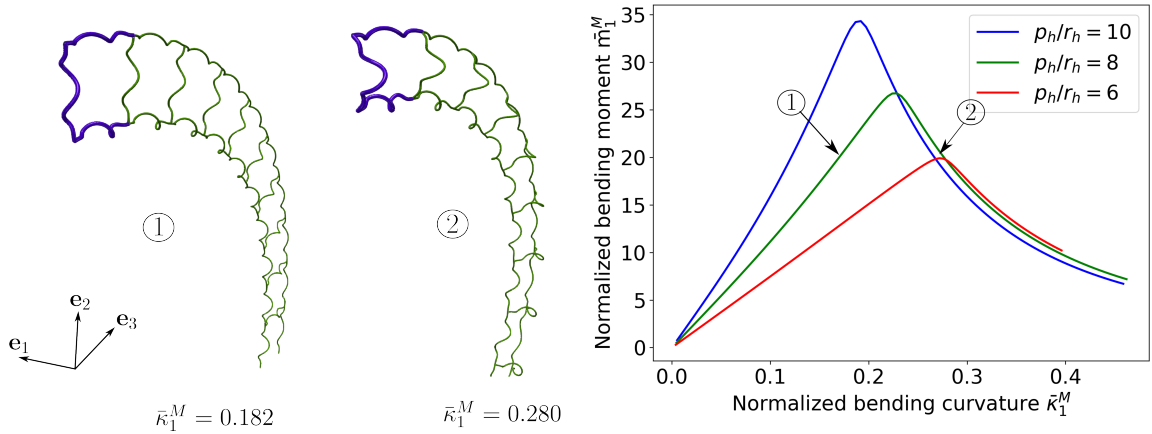 ①
②
e₁
e₂
e₃
κ̄₁ᴹ = 0.182
κ̄₁ᴹ = 0.280
Normalized bending moment m̄₁ᴹ
35
30
25
20
15
10
5
0
①
②
pₕ/rₕ = 10
pₕ/rₕ = 8
pₕ/rₕ = 6
0.0 0.1 0.2 0.3 0.4
Normalized bending curvature κ̄₁ᴹ